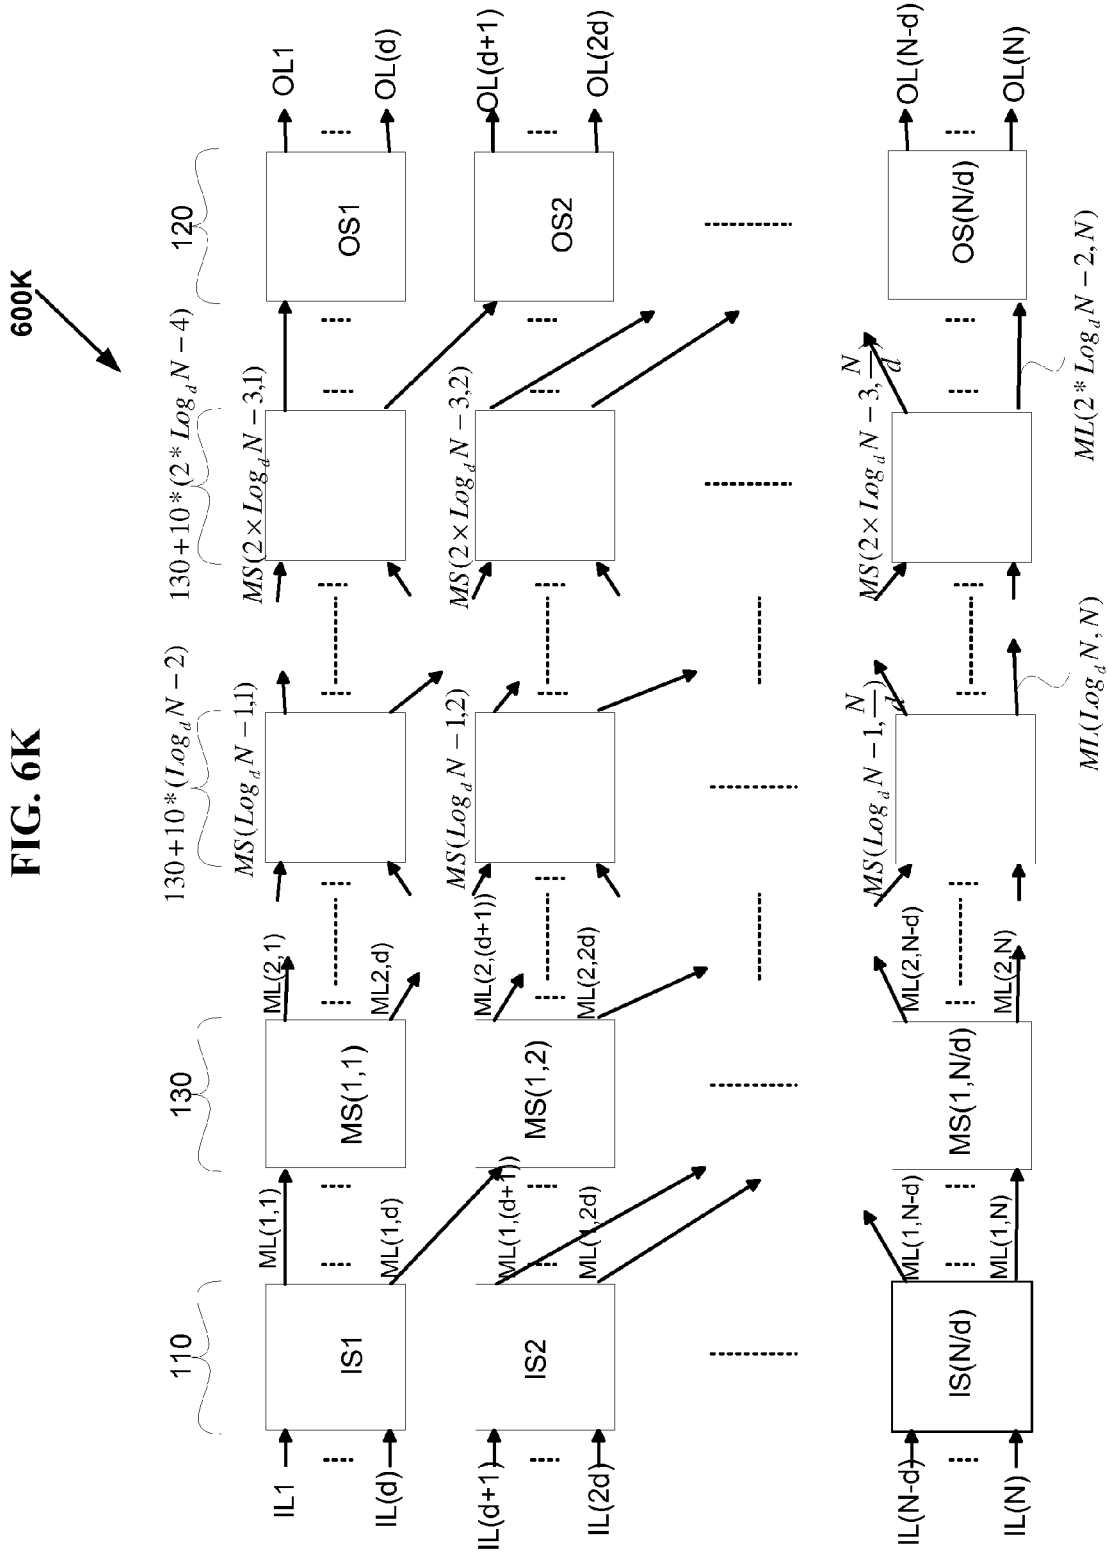 FIG. 6K
600K
110
130
130+10*(Log_d N−2)
130+10*(2*Log_d N−4)
120
IL1
IS1
ML(1,1)
MS(1,1)
ML(2,1)
MS(Log_d N−1,1)
MS(2×Log_d N−3,1)
OS1
OL1
IL(d)
ML(1,d)
ML2,d)
OL(d)
IL(d+1)
IS2
ML(1,(d+1))
MS(1,2)
ML(2,(d+1))
MS(Log_d N−1,2)
MS(2×Log_d N−3,2)
OS2
OL(d+1)
IL(2d)
ML(1,2d)
ML(2,2d)
OL(2d)
IL(N-d)
IS(N/d)
ML(1,N-d)
MS(1,N/d)
ML(2,N-d)
MS(Log_d N−1,N/d)
MS(2×Log_d N−3,N/d)
OS(N/d)
OL(N-d)
IL(N)
ML(1,N)
ML(2,N)
OL(N)
ML(Log_d N,N)
ML(2*Log_d N−2,N)